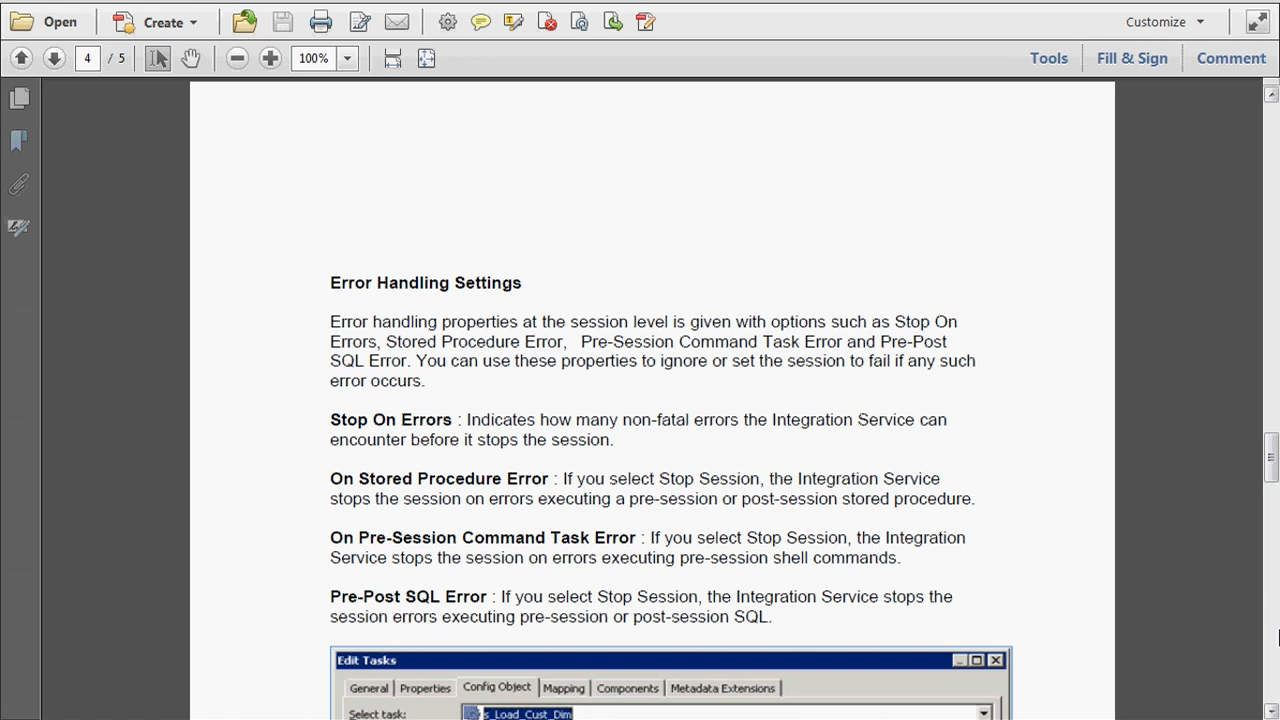 Open
Create
Customize
4 / 5
100%
Tools
Fill & Sign
Comment
Error Handling Settings
Error handling properties at the session level is given with options such as Stop On
Errors, Stored Procedure Error, Pre-Session Command Task Error and Pre-Post
SQL Error. You can use these properties to ignore or set the session to fail if any such
error occurs.
Stop On Errors : Indicates how many non-fatal errors the Integration Service can
encounter before it stops the session.
On Stored Procedure Error : If you select Stop Session, the Integration Service
stops the session on errors executing a pre-session or post-session stored procedure.
On Pre-Session Command Task Error : If you select Stop Session, the Integration
Service stops the session on errors executing pre-session shell commands.
Pre-Post SQL Error : If you select Stop Session, the Integration Service stops the
session errors executing pre-session or post-session SQL.
Edit Tasks
General
Properties
Config Object
Mapping
Components
Metadata Extensions
Select task:
s_Load_Cust_Dim